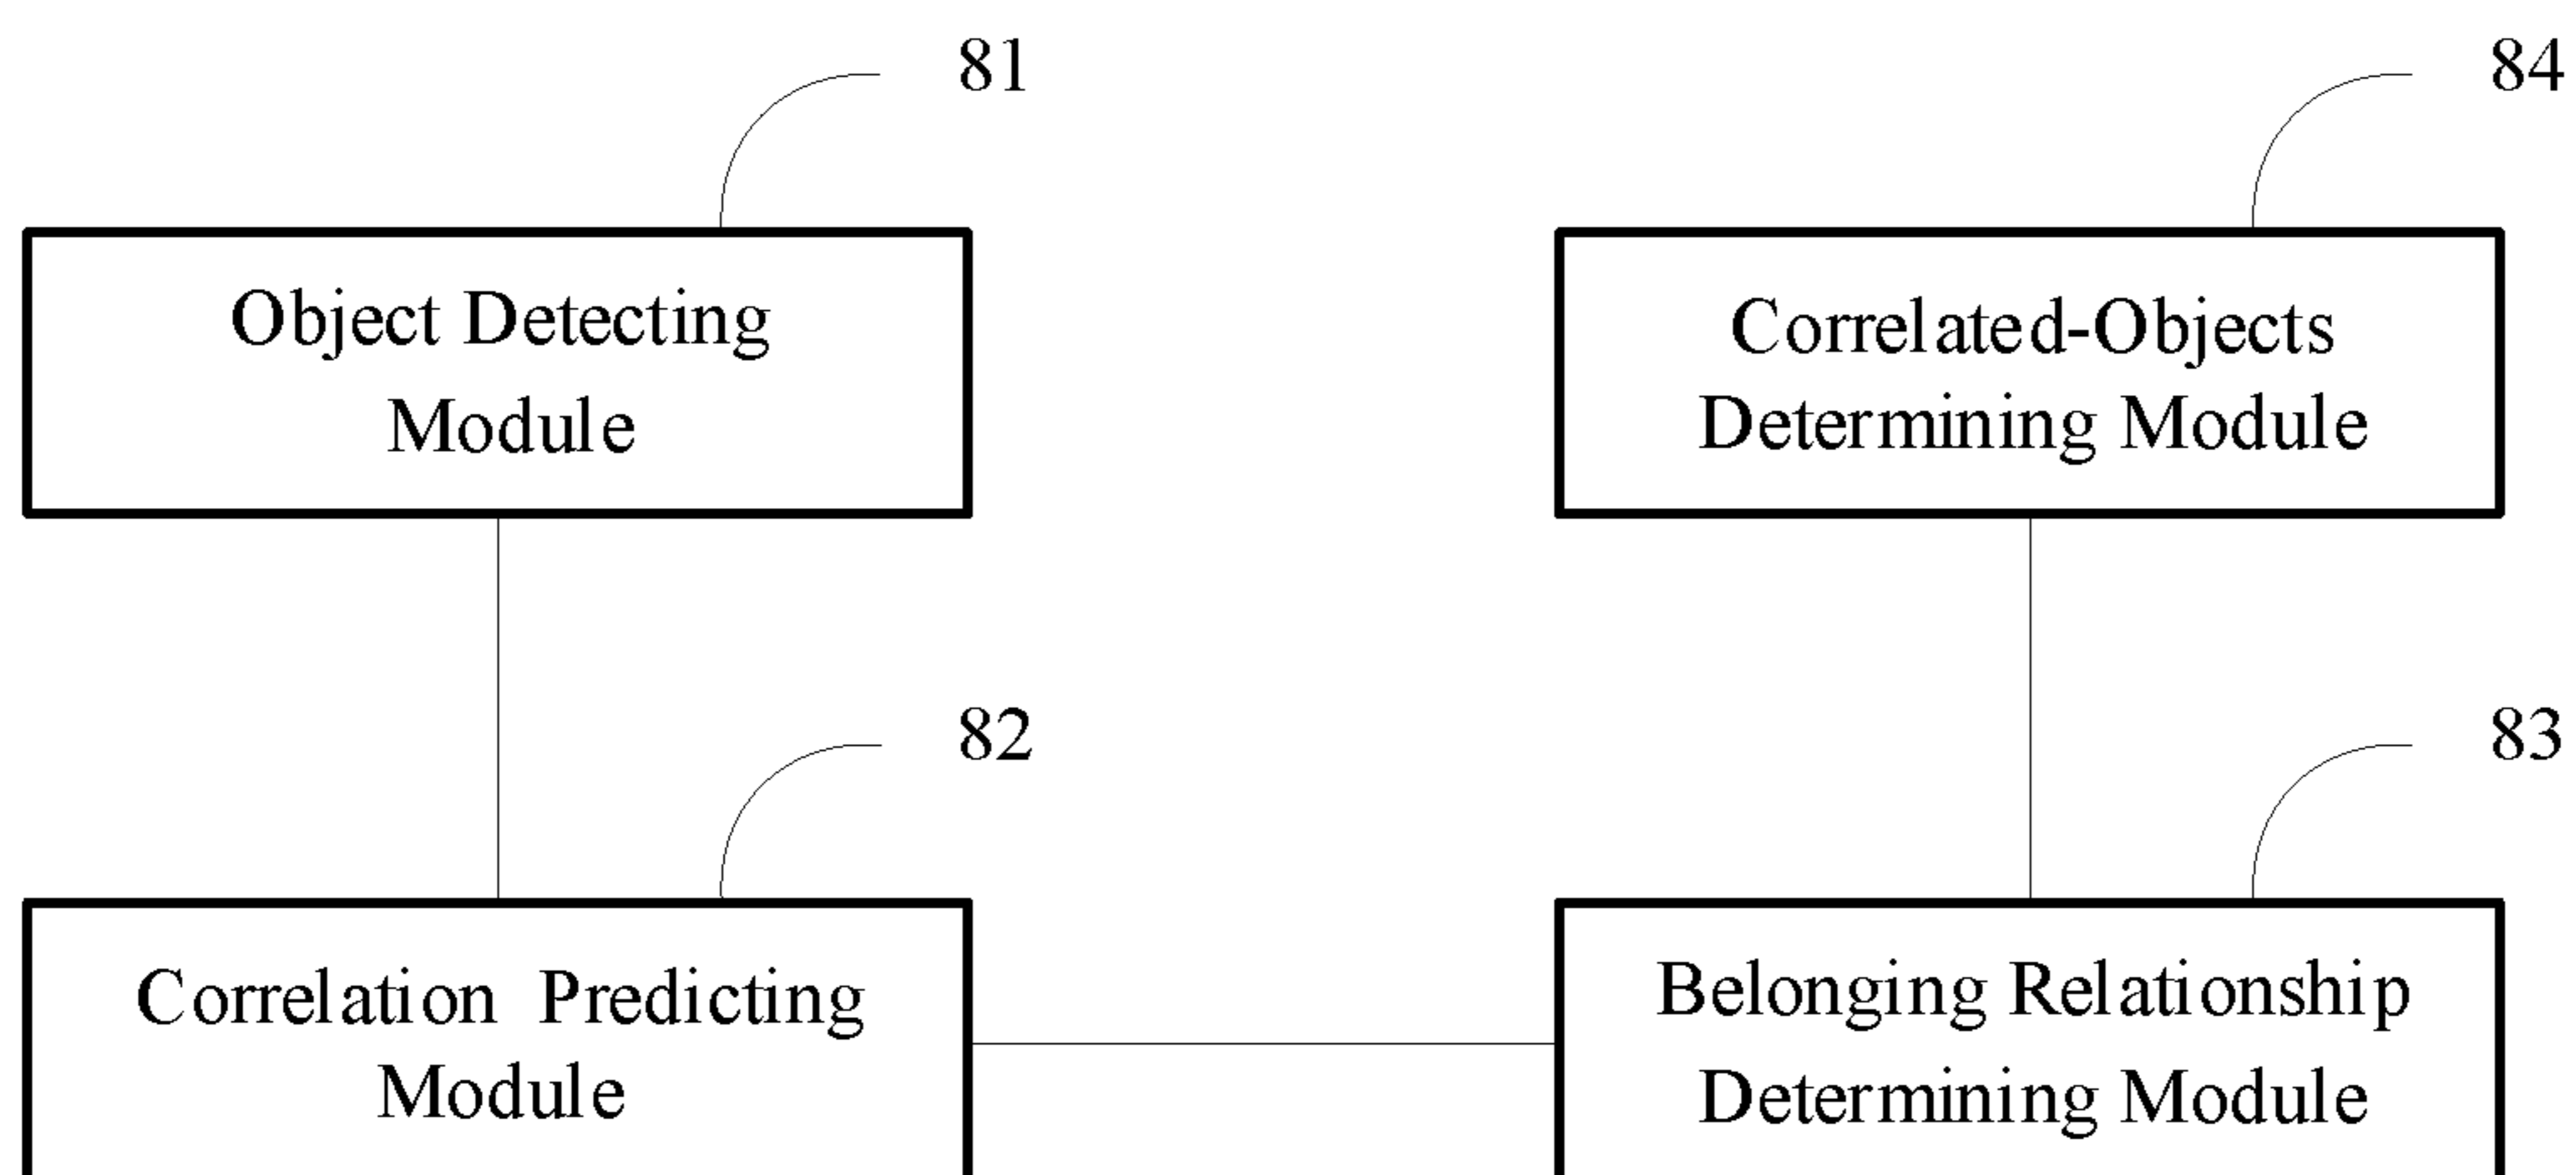 81
84
Object Detecting
Module
Correlated-Objects
Determining Module
82
83
Correlation Predicting
Module
Belonging Relationship
Determining Module